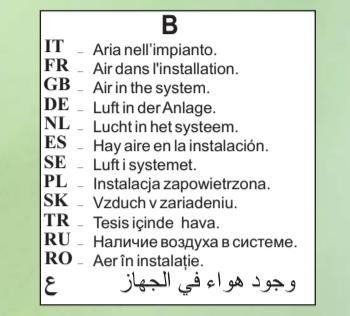 B
IT – Aria nell'impianto.
FR – Air dans l'installation.
GB – Air in the system.
DE – Luft in der Anlage.
NL – Lucht in het systeem.
ES – Hay aire en la instalación.
SE – Luft i systemet.
PL – Instalacja zapowietrzona.
SK – Vzduch v zariadeniu.
TR – Tesis içinde hava.
RU – Наличие воздуха в системе.
RO – Aer în instalație.
ع وجود هواء في الجهاز